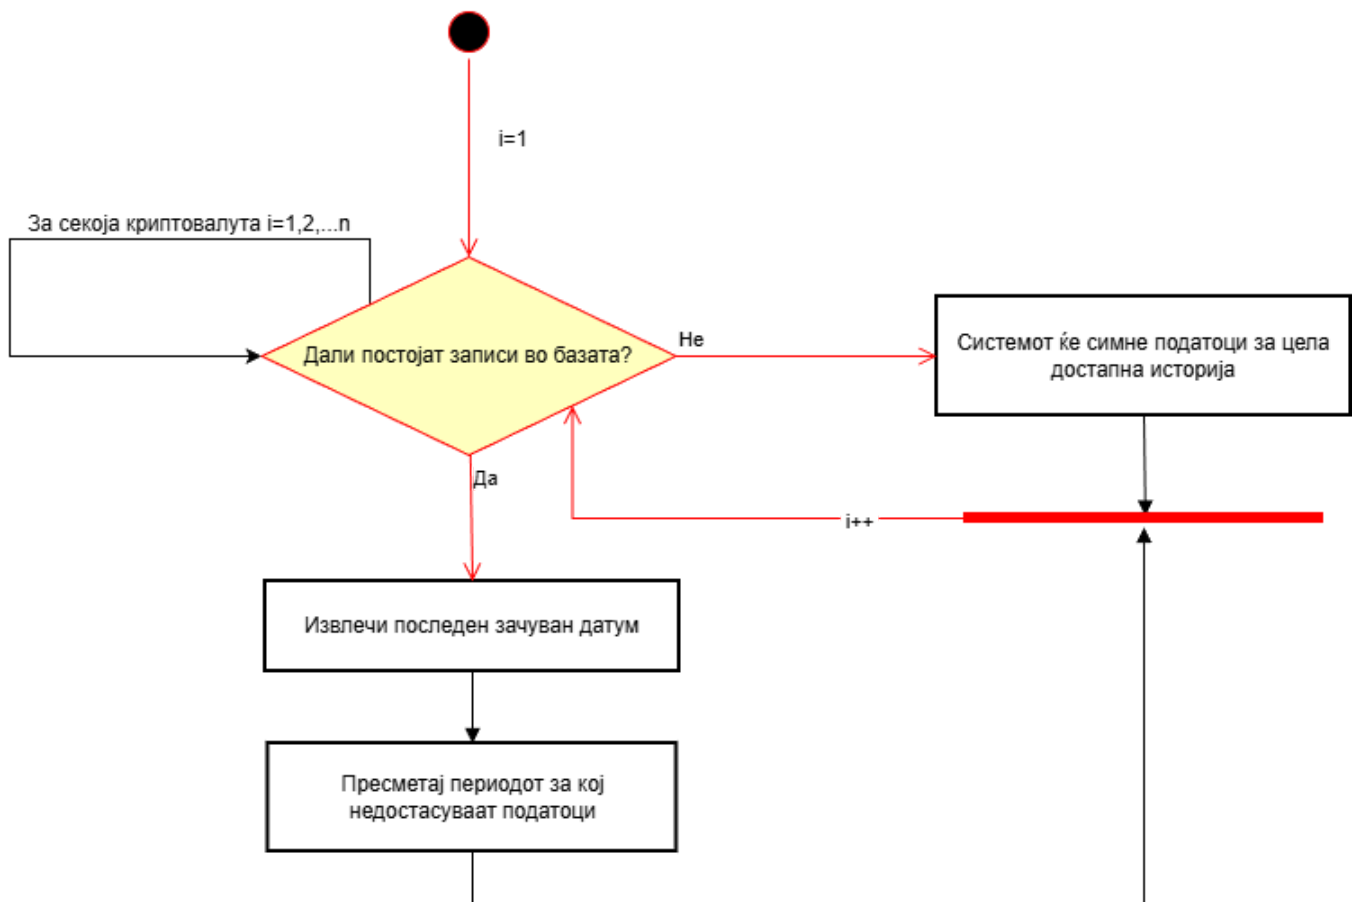 i=1
За секоја криптовалута i=1,2,...n
Дали постојат записи во базата?
Не
Системот ќе симне податоци за цела
достапна историја
Да
i++
Извлечи последен зачуван датум
Пресметај периодот за кој
недостасуваат податоци